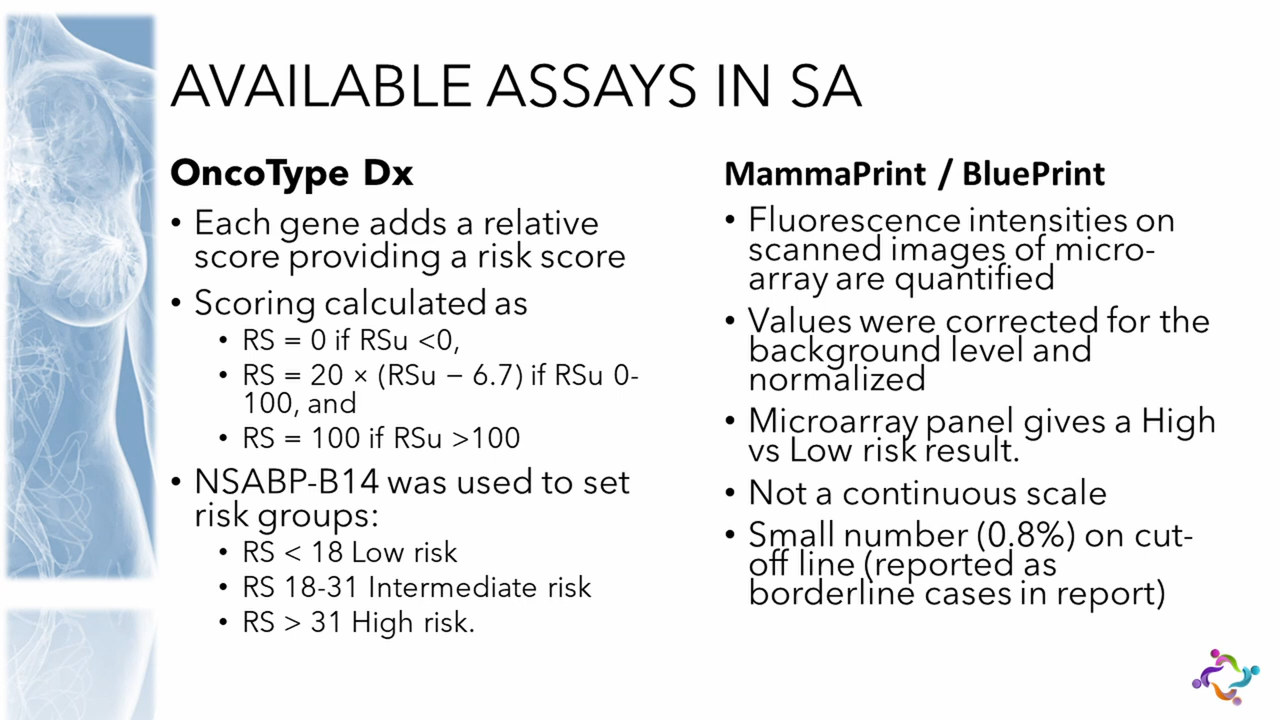 AVAILABLE ASSAYS IN SA
OncoType Dx
• Each gene adds a relative
score providing a risk score
• Scoring calculated as
• RS = 0 if RSu <0,
• RS = 20 × (RSu − 6.7) if RSu 0-
100, and
• RS = 100 if RSu >100
• NSABP-B14 was used to set
risk groups:
• RS < 18 Low risk
• RS 18-31 Intermediate risk
• RS > 31 High risk.
MammaPrint / BluePrint
• Fluorescence intensities on
scanned images of micro-
array are quantified
• Values were corrected for the
background level and
normalized
• Microarray panel gives a High
vs Low risk result.
• Not a continuous scale
• Small number (0.8%) on cut-
off line (reported as
borderline cases in report)